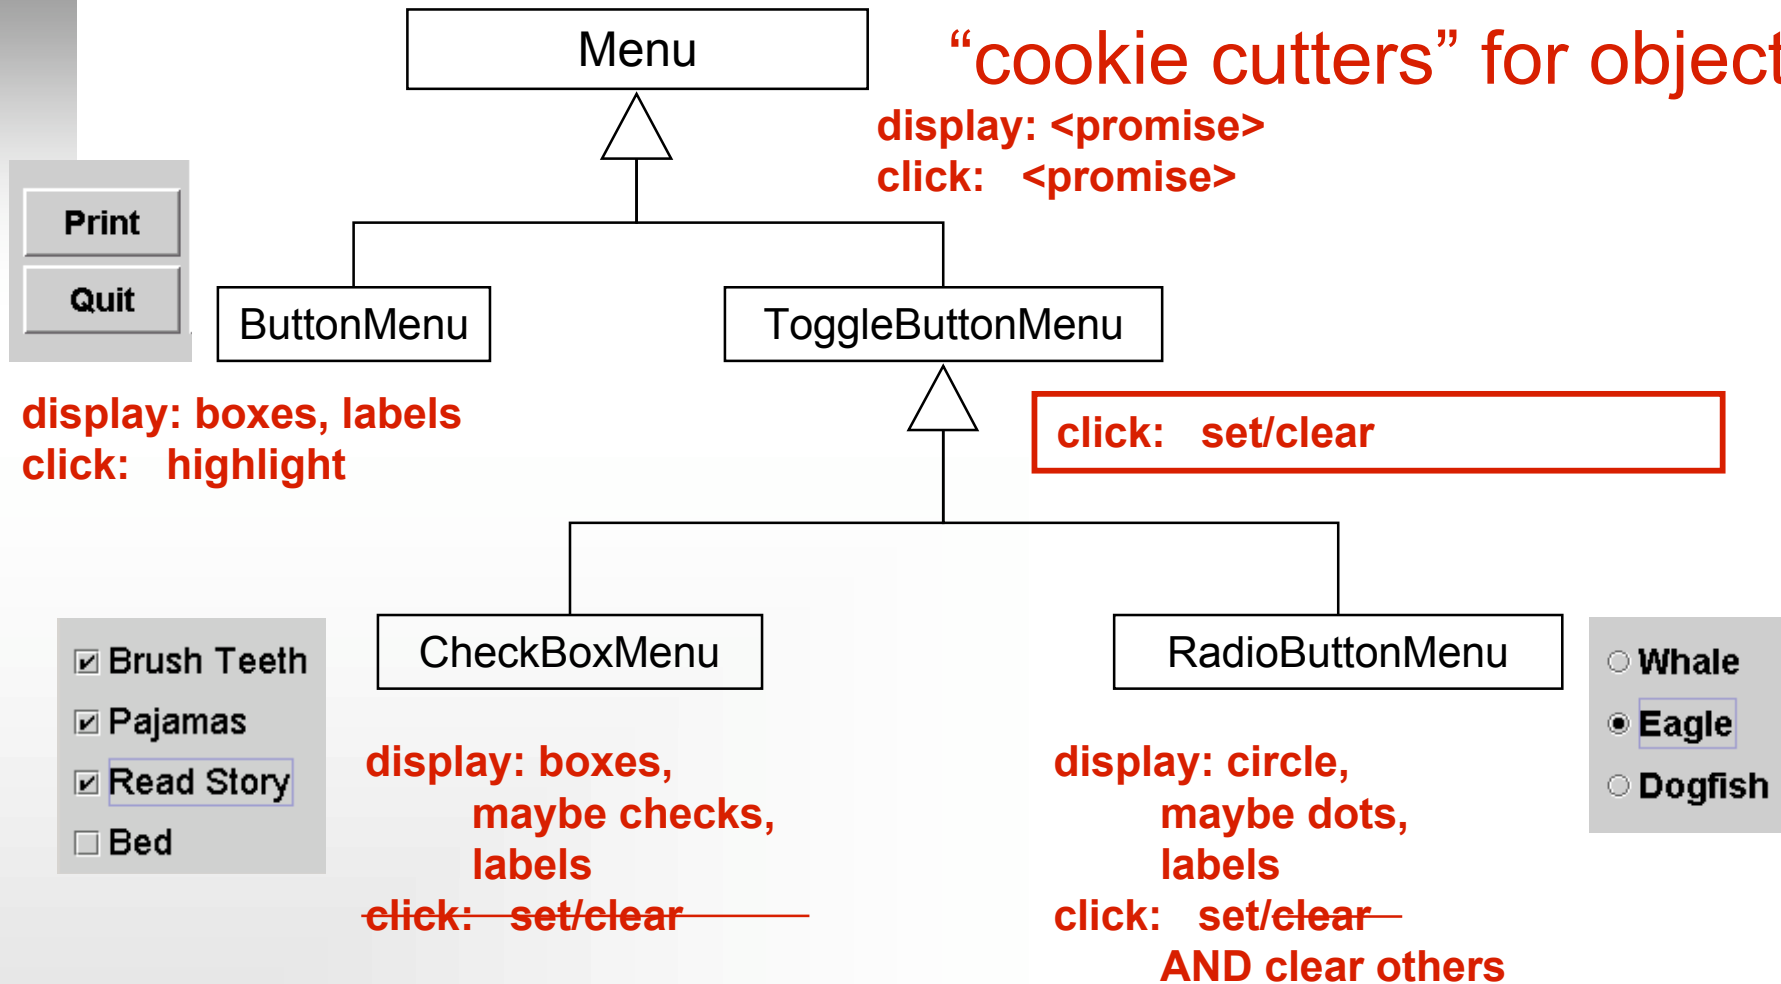 Menu
“cookie cutters” for object
display: <promise>
click: <promise>
Print
Quit
ButtonMenu
ToggleButtonMenu
display: boxes, labels
click: highlight
click: set/clear
Brush Teeth
Pajamas
Read Story
Bed
CheckBoxMenu
display: boxes,
maybe checks,
labels
click: set/clear
RadioButtonMenu
display: circle,
maybe dots,
labels
click: set/clear
AND clear others
Whale
Eagle
Dogfish